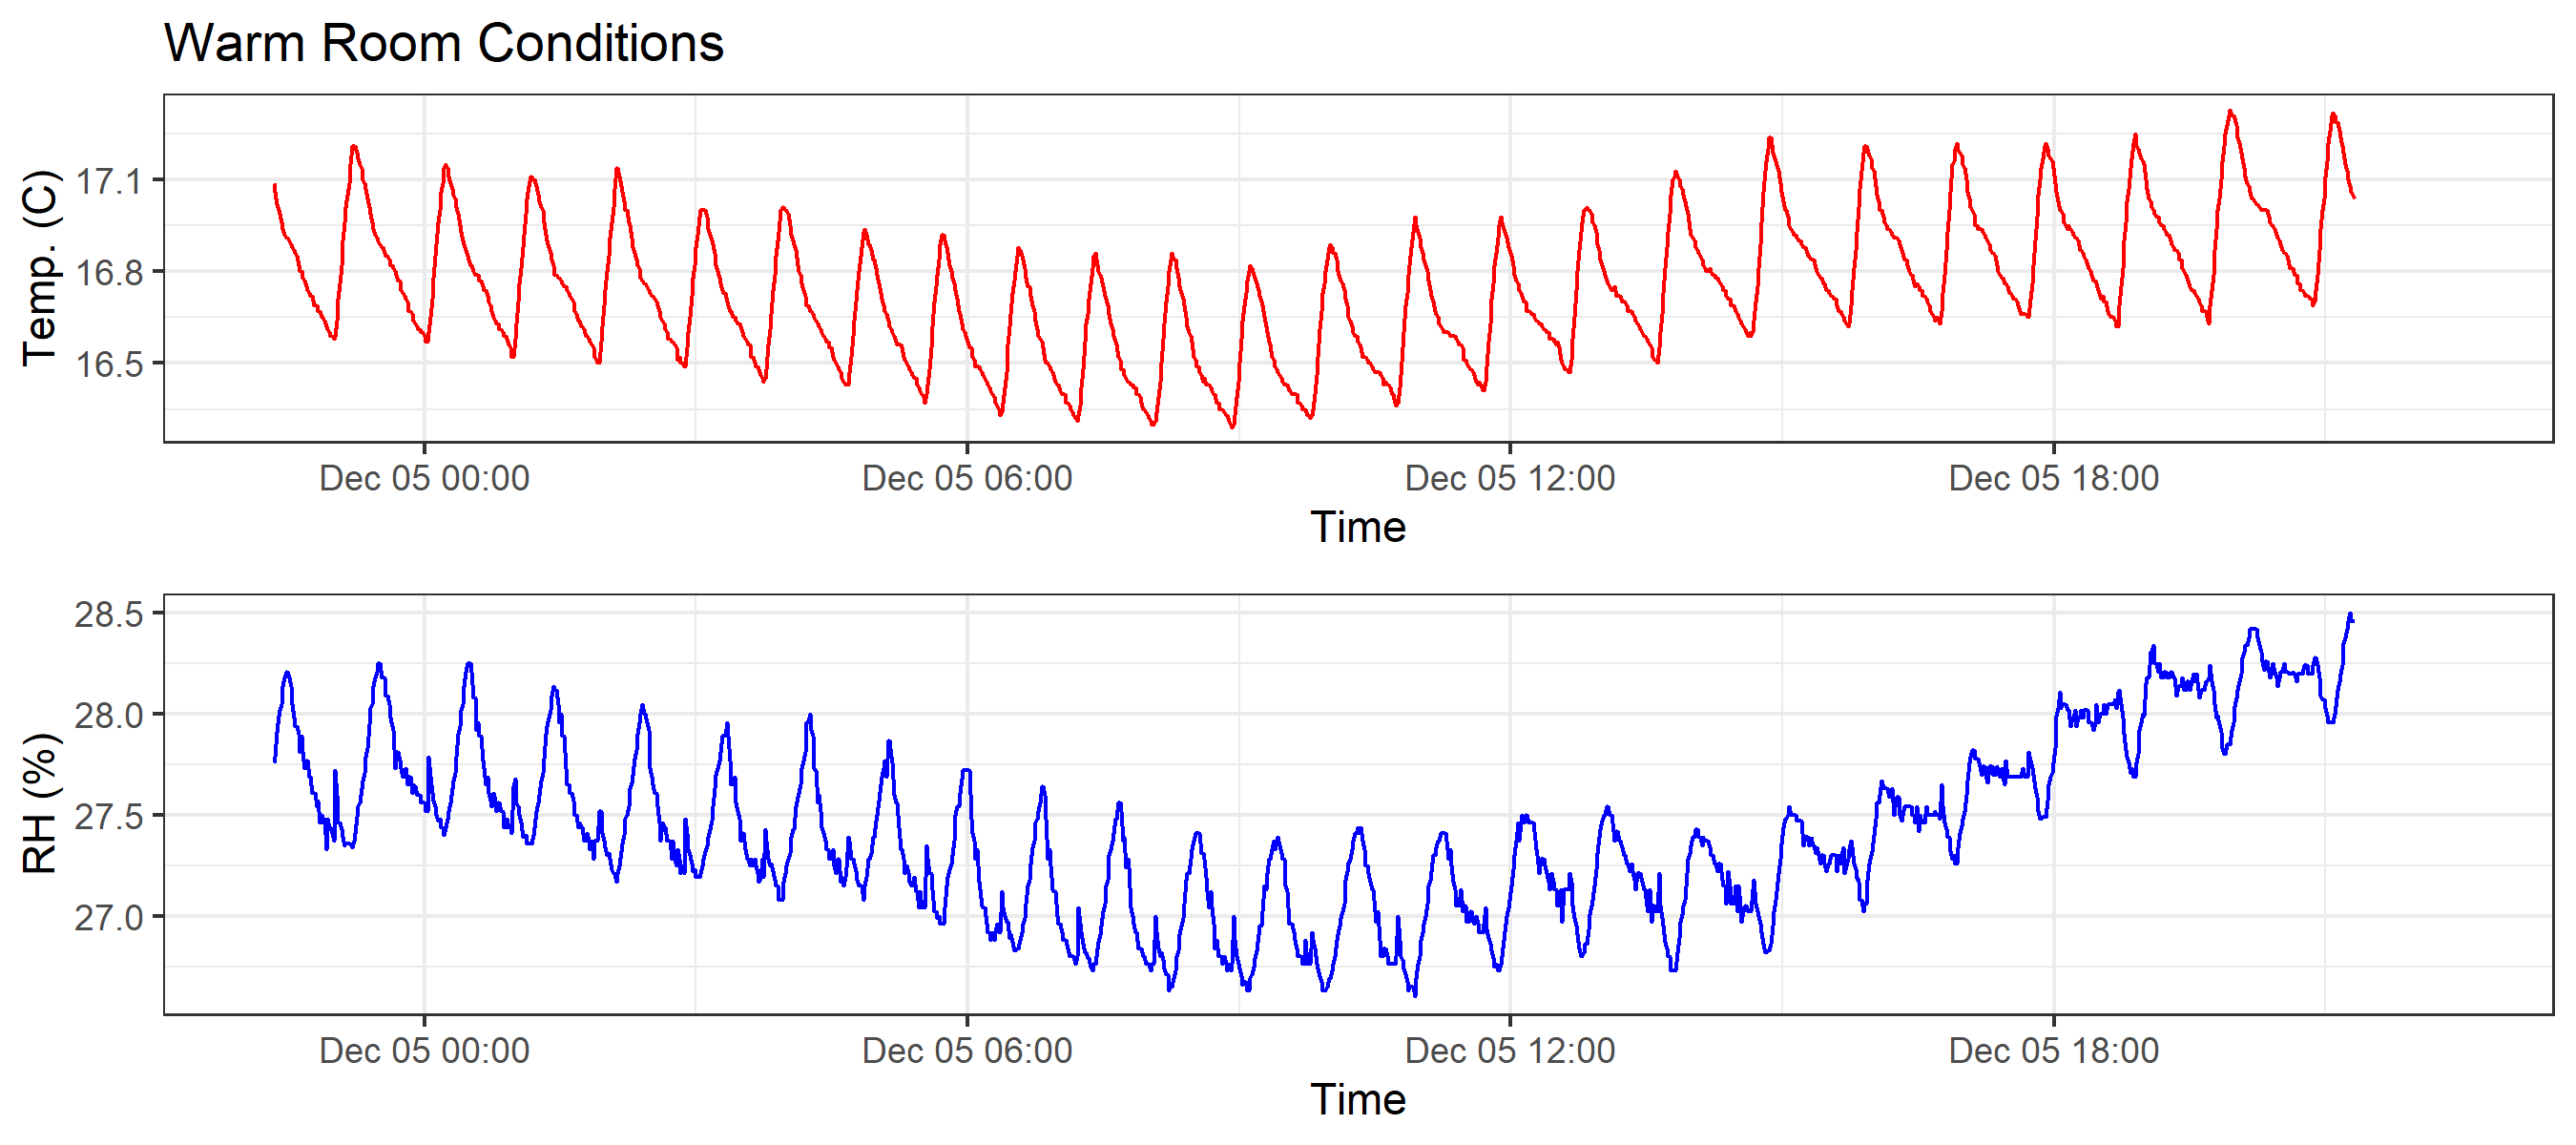 Warm Room Conditions
Temp. (C)
17.1
16.8
16.5
Dec 05 00:00 Dec 05 06:00 Dec 05 12:00 Dec 05 18:00
Time
RH (%)
28.5
28.0
27.5
27.0
Dec 05 00:00 Dec 05 06:00 Dec 05 12:00 Dec 05 18:00
Time